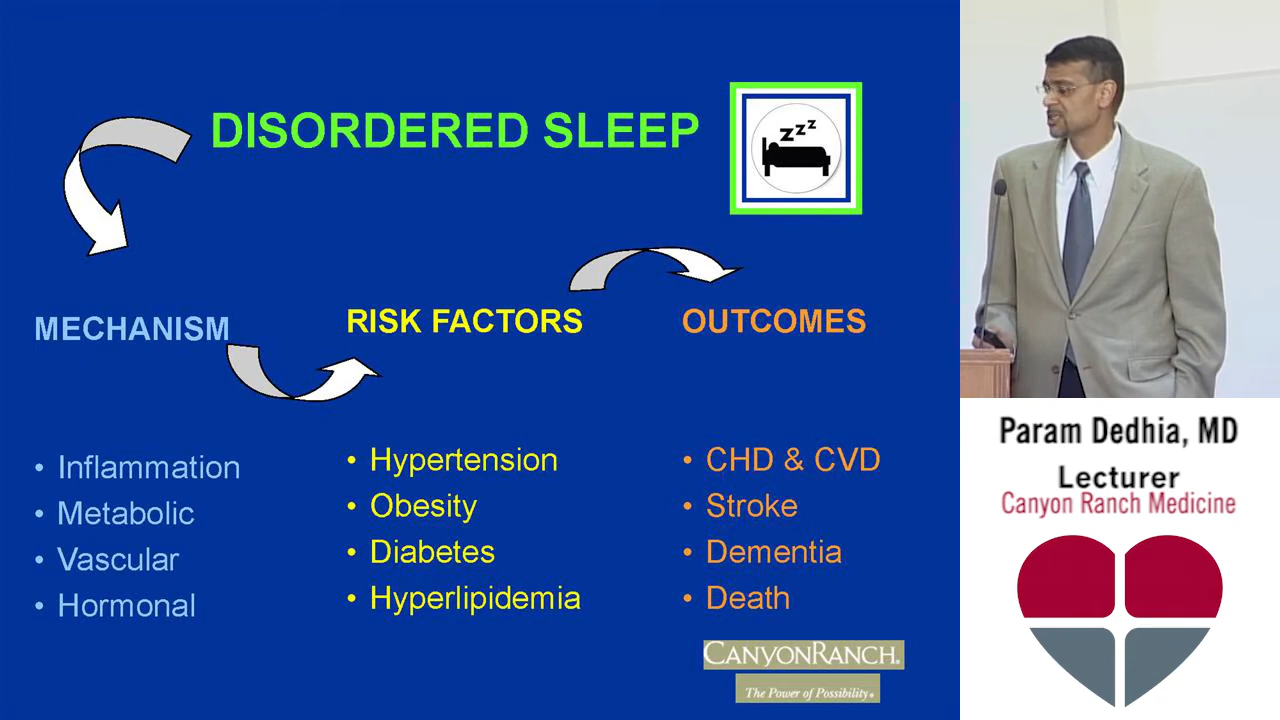 DISORDERED SLEEP
zzz
MECHANISM
RISK FACTORS
OUTCOMES
• Inflammation
• Metabolic
• Vascular
• Hormonal
• Hypertension
• Obesity
• Diabetes
• Hyperlipidemia
• CHD & CVD
• Stroke
• Dementia
• Death
CANYONRANCH®
The Power of Possibility®
Param Dedhia, MD
Lecturer
Canyon Ranch Medicine